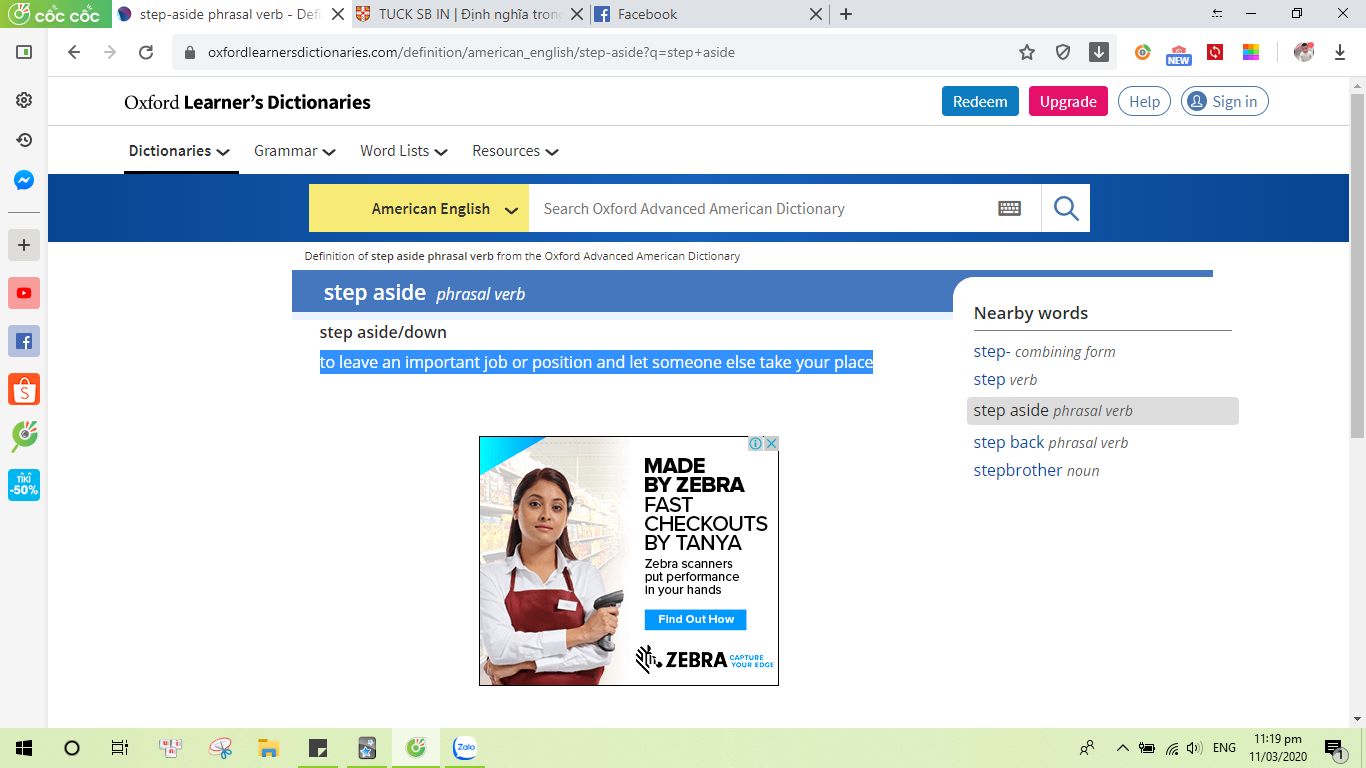 cốc cốc
step-aside phrasal verb - Defi
TUCK SB IN | Định nghĩa tron
Facebook
oxfordlearnersdictionaries.com/definition/american_english/step-aside?q=step+aside
NEW
Oxford Learner's Dictionaries
Redeem
Upgrade
Help
Sign in
Dictionaries
Grammar
Word Lists
Resources
American English
Search Oxford Advanced American Dictionary
Definition of step aside phrasal verb from the Oxford Advanced American Dictionary
step aside phrasal verb
step aside/down
to leave an important job or position and let someone else take your place
Nearby words
step- combining form
step verb
step aside phrasal verb
step back phrasal verb
stepbrother noun
TIKI
-50%
MADE
BY ZEBRA
FAST
CHECKOUTS
BY TANYA
Zebra scanners
put performance
in your hands
Find Out How
ZEBRA
CAPTURE
YOUR EDGE
Zalo
ENG
11:19 pm
11/03/2020
1